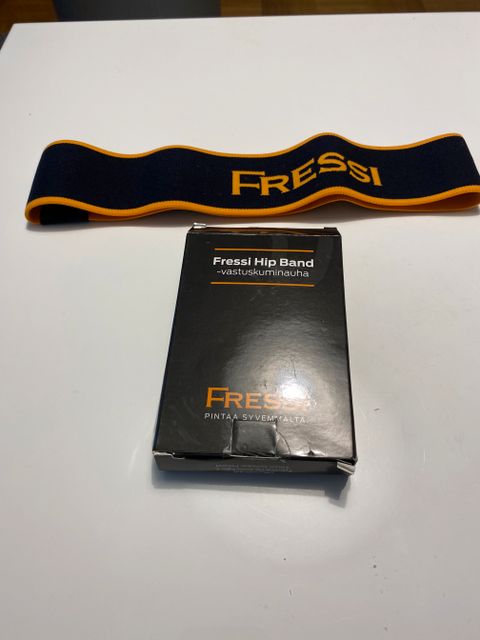 FRESSI
Fressi Hip Band
-vastuskuminauha
FRESSI
PINTAA SYVEMMÄLTÄ.